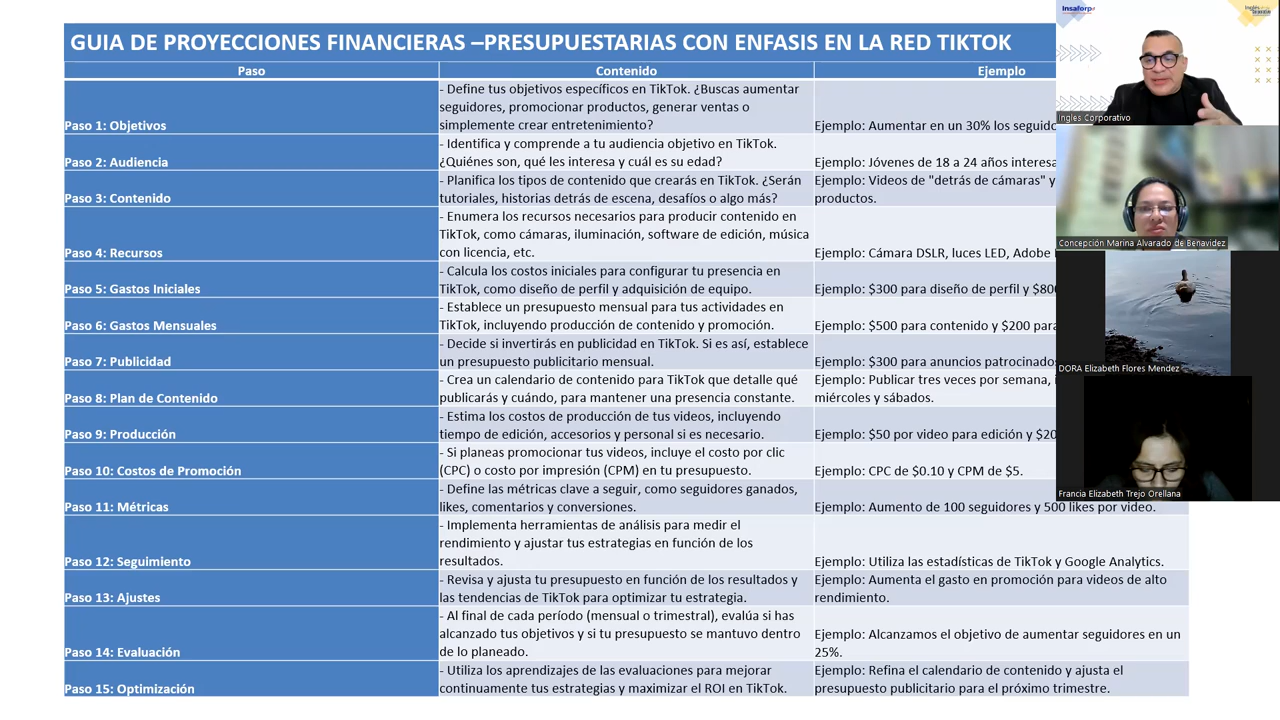 GUIA DE PROYECCIONES FINANCIERAS –PRESUPUESTARIAS CON ENFASIS EN LA RED TIKTOK
Paso
Contenido
Ejemplo
Paso 1: Objetivos
- Define tus objetivos específicos en TikTok. ¿Buscas aumentar
seguidores, promocionar productos, generar ventas o
simplemente crear entretenimiento?
Ejemplo: Aumentar en un 30% los
Paso 2: Audiencia
- Identifica y comprende a tu audiencia objetivo en TikTok.
¿Quiénes son, qué les interesa y cuál es su edad?
Ejemplo: Jóvenes de 18 a 24 años
Paso 3: Contenido
- Planifica los tipos de contenido que crearás en TikTok. ¿Serán
tutoriales, historias detrás de escena, desafíos o algo más?
Ejemplo: Videos de "detrás de cámaras" y
productos.
Paso 4: Recursos
- Enumera los recursos necesarios para producir contenido en
TikTok, como cámaras, iluminación, software de edición, música
con licencia, etc.
Ejemplo: Cámara DSLR, luces LED, Adobe
Paso 5: Gastos Iniciales
- Calcula los costos iniciales para configurar tu presencia en
TikTok, como diseño de perfil y adquisición de equipo.
Ejemplo: $300 para diseño de perfil y
Paso 6: Gastos Mensuales
- Establece un presupuesto mensual para tus actividades en
TikTok, incluyendo producción de contenido y promoción.
Ejemplo: $500 para contenido y $200
Paso 7: Publicidad
- Decide si invertirás en publicidad en TikTok. Si es así, establece
un presupuesto publicitario mensual.
Ejemplo: $300 para anuncios patrocinados
Paso 8: Plan de Contenido
- Crea un calendario de contenido para TikTok que detalle qué
publicarás y cuándo, para mantener una presencia constante.
Ejemplo: Publicar tres veces por semana,
miércoles y sábados.
Paso 9: Producción
- Estima los costos de producción de tus videos, incluyendo
tiempo de edición, accesorios y personal si es necesario.
Ejemplo: $50 por video para edición y
Paso 10: Costos de Promoción
- Si planeas promocionar tus videos, incluye el costo por clic
(CPC) o costo por impresión (CPM) en tu presupuesto.
Ejemplo: CPC de $0.10 y CPM de $5.
Paso 11: Métricas
- Define las métricas clave a seguir, como seguidores ganados,
likes, comentarios y conversiones.
Ejemplo: Aumento de 100 seguidores y 500 likes por video.
Paso 12: Seguimiento
- Implementa herramientas de análisis para medir el
rendimiento y ajustar tus estrategias en función de los
resultados.
Ejemplo: Utiliza las estadísticas de TikTok y Google Analytics.
Paso 13: Ajustes
- Revisa y ajusta tu presupuesto en función de los resultados y
las tendencias de TikTok para optimizar tu estrategia.
Ejemplo: Aumenta el gasto en promoción para videos de alto
rendimiento.
Paso 14: Evaluación
- Al final de cada período (mensual o trimestral), evalúa si has
alcanzado tus objetivos y si tu presupuesto se mantuvo dentro
de lo planeado.
Ejemplo: Alcanzamos el objetivo de aumentar seguidores en un
25%.
Paso 15: Optimización
- Utiliza los aprendizajes de las evaluaciones para mejorar
continuamente tus estrategias y maximizar el ROI en TikTok.
Ejemplo: Refina el calendario de contenido y ajusta el
presupuesto publicitario para el próximo trimestre.
Insaforp
Ingles Corporativo
Concepción Marina Alvarado de Benavidez
DORA Elizabeth Flores Mendez
Francia Elizabeth Trejo Orellana